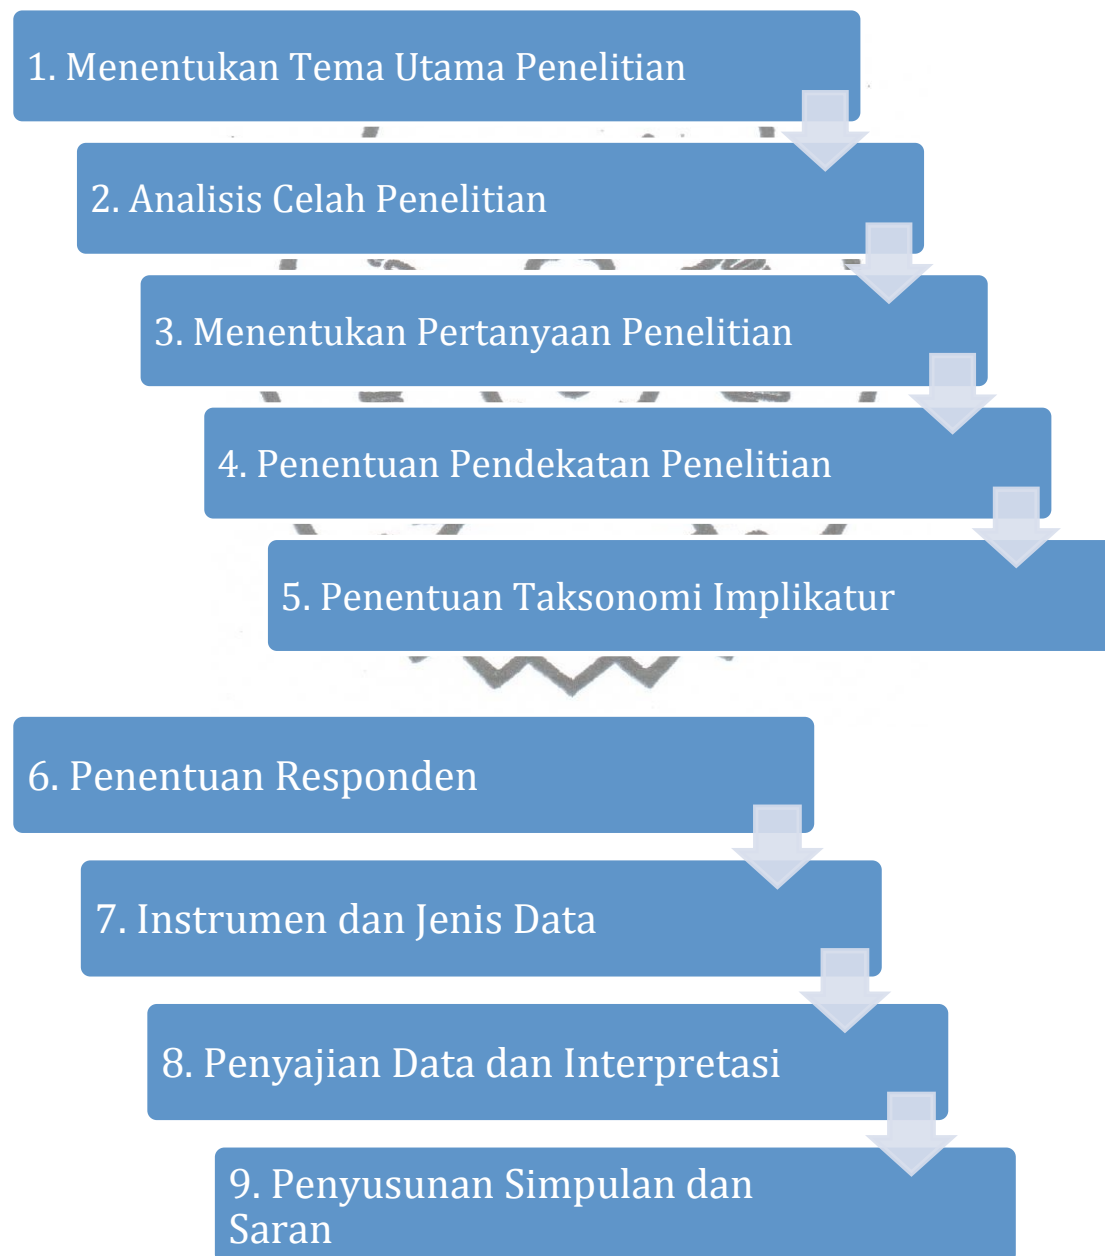 1. Menentukan Tema Utama Penelitian
2. Analisis Celah Penelitian
3. Menentukan Pertanyaan Penelitian
4. Penentuan Pendekatan Penelitian
5. Penentuan Taksonomi Implikatur
6. Penentuan Responden
7. Instrumen dan Jenis Data
8. Penyajian Data dan Interpretasi
9. Penyusunan Simpulan dan
Saran